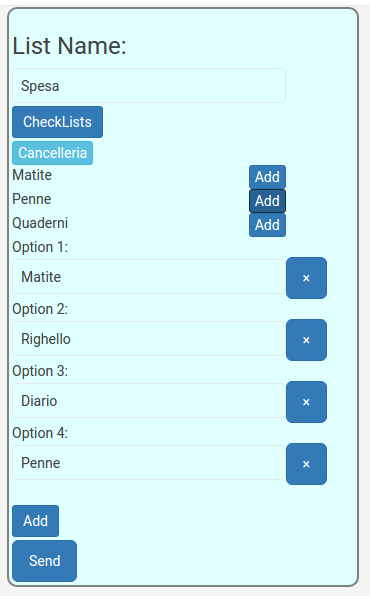 List Name:
Spesa
CheckLists
Cancelleria
Matite Add
Penne Add
Quaderni Add
Option 1:
Matite ×
Option 2:
Righello ×
Option 3:
Diario ×
Option 4:
Penne ×
Add
Send